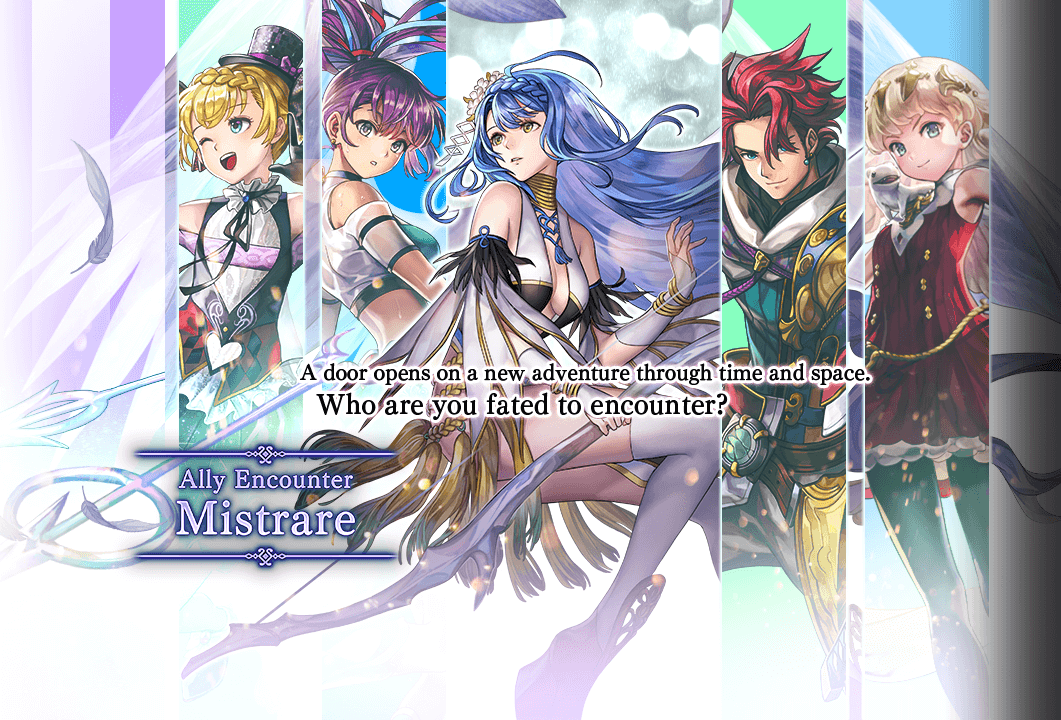 A door opens on a new adventure through time and space.
Who are you fated to encounter?
Ally Encounter
Mistrare